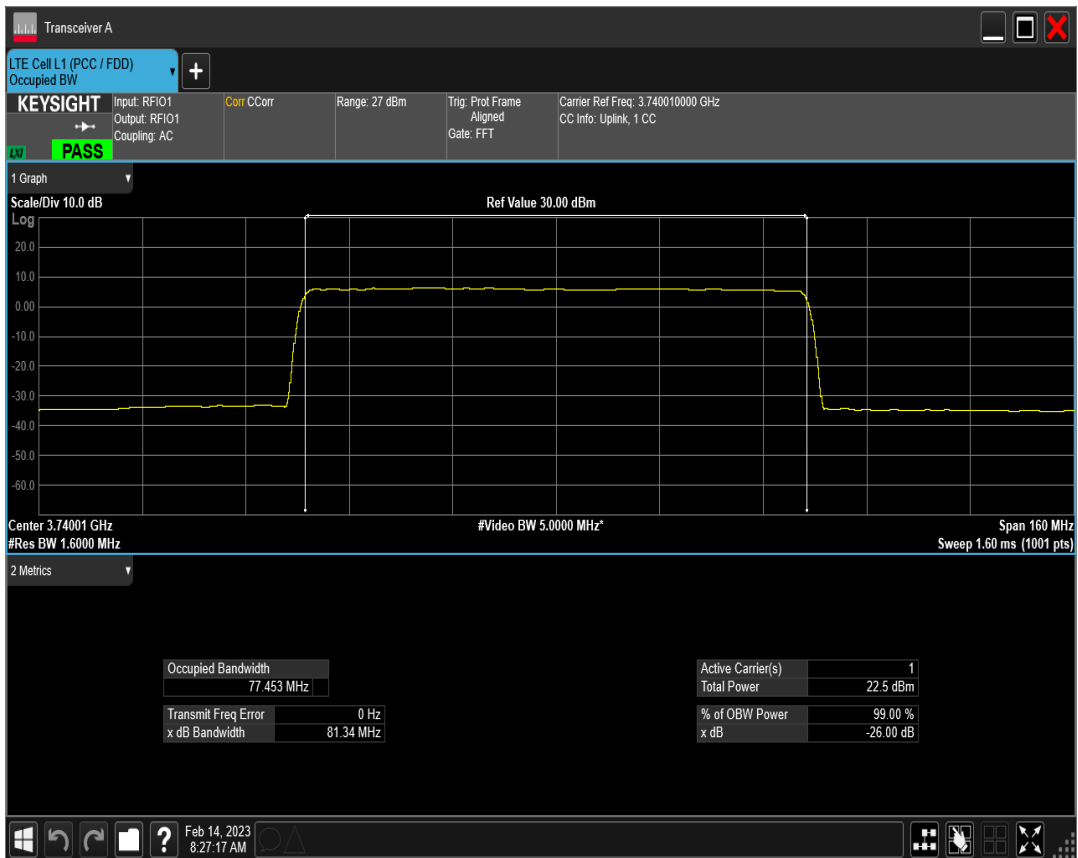 Transceiver A
LTE Cell L1 (PCC / FDD)
Occupied BW
+
KEYSIGHT
LXI
PASS
Input: RFIO1
Output: RFIO1
Coupling: AC
Corr CCorr
Range: 27 dBm
Trig: Prot Frame
Aligned
Gate: FFT
Carrier Ref Freq: 3.740010000 GHz
CC Info: Uplink, 1 CC
1 Graph
Scale/Div 10.0 dB
Ref Value 30.00 dBm
Log
20.0
10.0
0.00
-10.0
-20.0
-30.0
-40.0
-50.0
-60.0
Center 3.74001 GHz
#Video BW 5.0000 MHz*
Span 160 MHz
#Res BW 1.6000 MHz
Sweep 1.60 ms (1001 pts)
2 Metrics
Occupied Bandwidth
77.453 MHz
Transmit Freq Error 0 Hz
x dB Bandwidth 81.34 MHz
Active Carrier(s) 1
Total Power 22.5 dBm
% of OBW Power 99.00 %
x dB -26.00 dB
?
Feb 14, 2023
8:27:17 AM